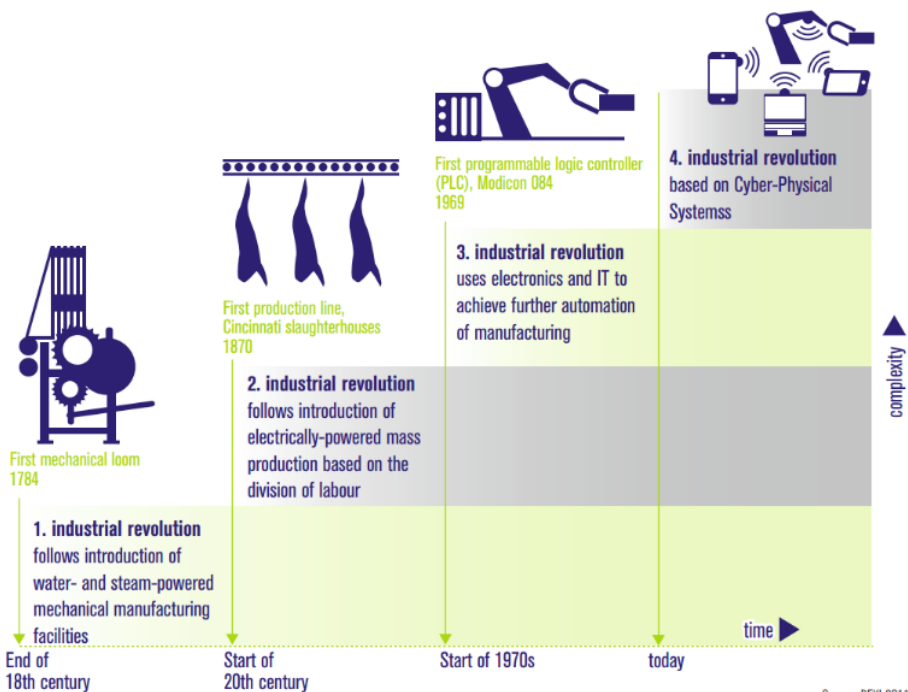 First mechanical loom
1784
First production line,
Cincinnati slaughterhouses
1870
First programmable logic controller
(PLC), Modicon 084
1969
4. industrial revolution
based on Cyber-Physical
Systemss
3. industrial revolution
uses electronics and IT to
achieve further automation
of manufacturing
2. industrial revolution
follows introduction of
electrically-powered mass
production based on the
division of labour
1. industrial revolution
follows introduction of
water- and steam-powered
mechanical manufacturing
facilities
complexity
time
End of
18th century
Start of
20th century
Start of 1970s
today